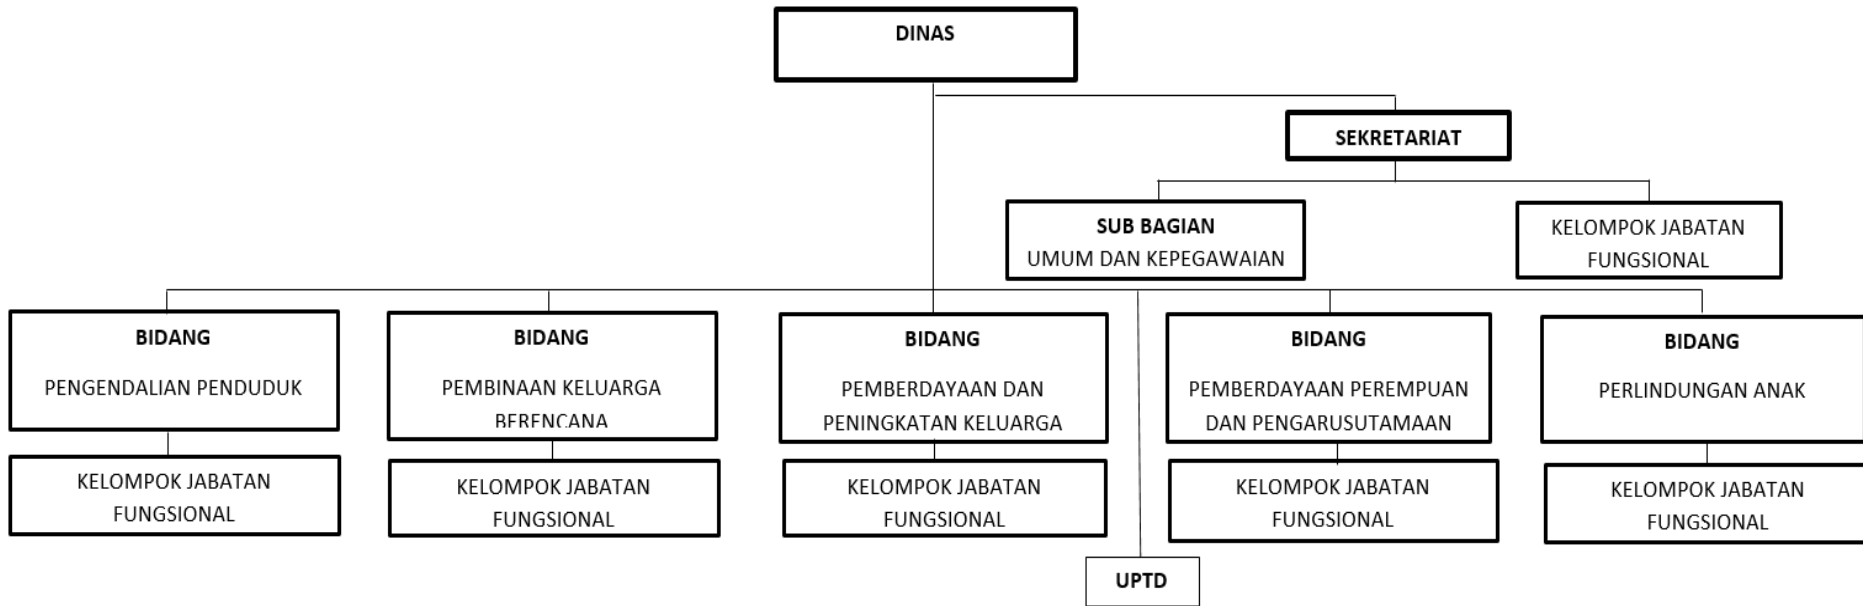 DINAS
SEKRETARIAT
SUB BAGIAN
UMUM DAN KEPEGAWAIAN
KELOMPOK JABATAN
FUNGSIONAL
BIDANG
PENGENDALIAN PENDUDUK
BIDANG
PEMBINAAN KELUARGA
BERENCANA
BIDANG
PEMBERDAYAAN DAN
PENINGKATAN KELUARGA
BIDANG
PEMBERDAYAAN PEREMPUAN
DAN PENGARUSUTAMAAN
BIDANG
PERLINDUNGAN ANAK
KELOMPOK JABATAN
FUNGSIONAL
KELOMPOK JABATAN
FUNGSIONAL
KELOMPOK JABATAN
FUNGSIONAL
KELOMPOK JABATAN
FUNGSIONAL
KELOMPOK JABATAN
FUNGSIONAL
UPTD